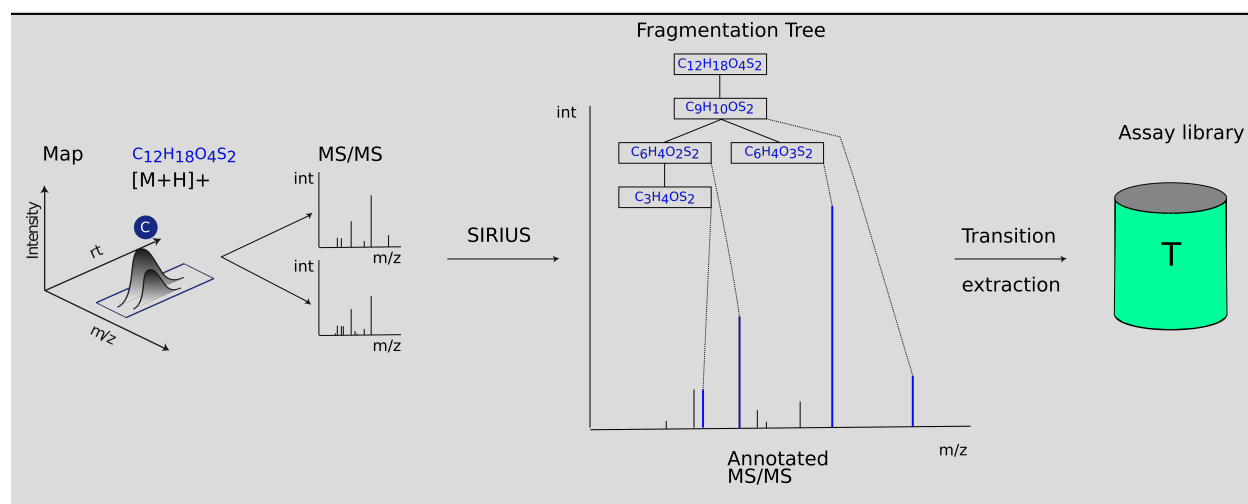 Fragmentation Tree
C12H18O4S2
C9H10OS2
C6H4O2S2
C6H4O3S2
C3H4OS2
int
m/z
Annotated
MS/MS
Map
C12H18O4S2
[M+H]+
C
Intensity
rt
m/z
MS/MS
int
m/z
int
m/z
SIRIUS
Transition
extraction
Assay library
T